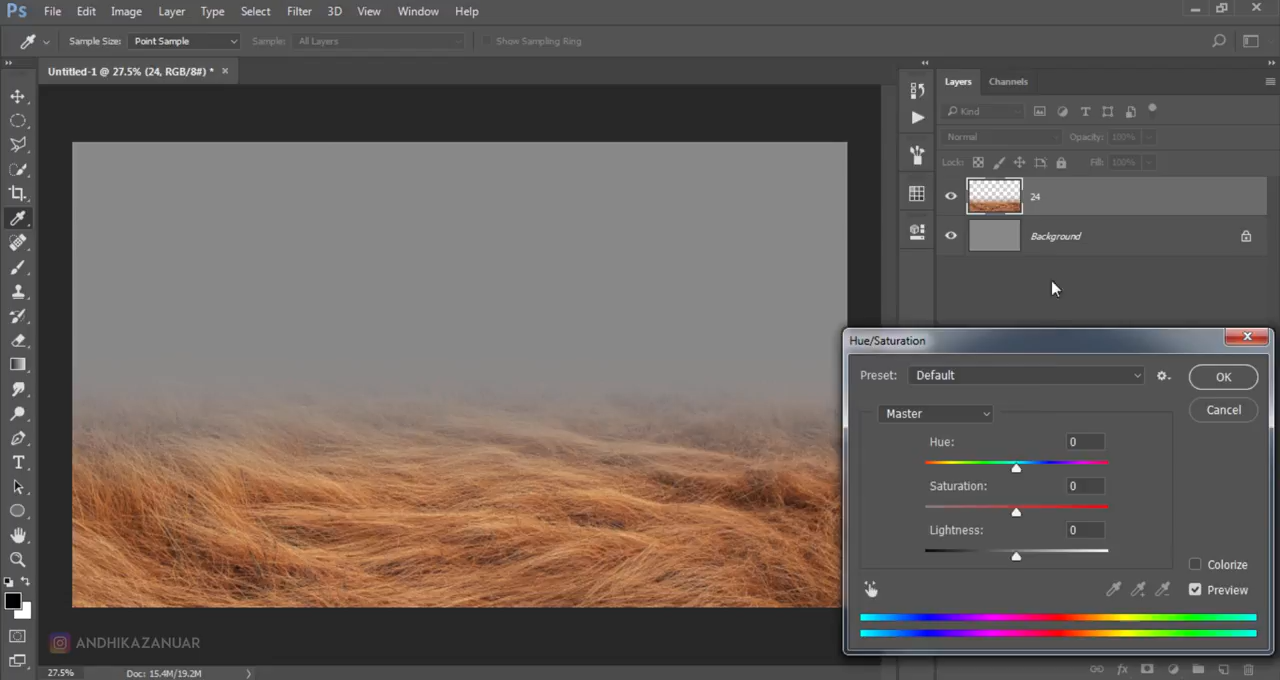 Ps File Edit Image Layer Type Select Filter 3D View Window Help
Sample Size: Point Sample Sample: All Layers Show Sampling Ring
Untitled-1 @ 27.5% (24, RGB/8#) * ×
Layers Channels
Kind
Normal Opacity: 100%
Lock: Fill: 100%
24
Background
Hue/Saturation
Preset: Default OK
Master Cancel
Hue: 0
Saturation: 0
Lightness: 0
Colorize
Preview
ANDHIKAZANUAR
27.5% Doc: 15.4M/19.2M